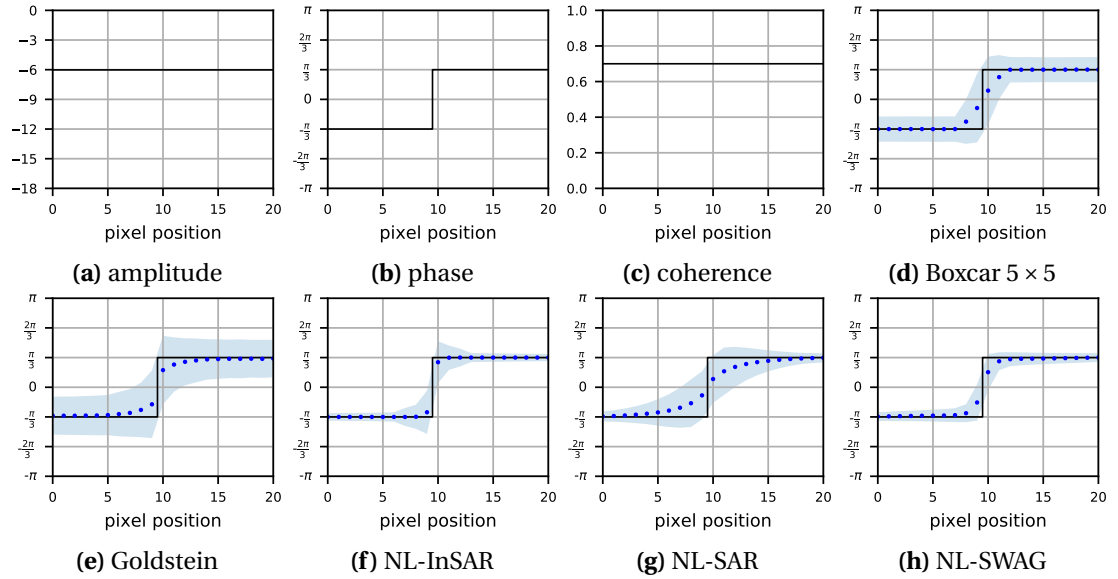 0
−3
−6
−9
−12
−15
−18
0 5 10 15 20
pixel position
(a) amplitude
π
2π/3
π/3
0
-π/3
-2π/3
-π
0 5 10 15 20
pixel position
(b) phase
1.0
0.8
0.6
0.4
0.2
0.0
0 5 10 15 20
pixel position
(c) coherence
π
2π/3
π/3
0
-π/3
-2π/3
-π
0 5 10 15 20
pixel position
(d) Boxcar 5 × 5
π
2π/3
π/3
0
-π/3
-2π/3
-π
0 5 10 15 20
pixel position
(e) Goldstein
π
2π/3
π/3
0
-π/3
-2π/3
-π
0 5 10 15 20
pixel position
(f) NL-InSAR
π
2π/3
π/3
0
-π/3
-2π/3
-π
0 5 10 15 20
pixel position
(g) NL-SAR
π
2π/3
π/3
0
-π/3
-2π/3
-π
0 5 10 15 20
pixel position
(h) NL-SWAG